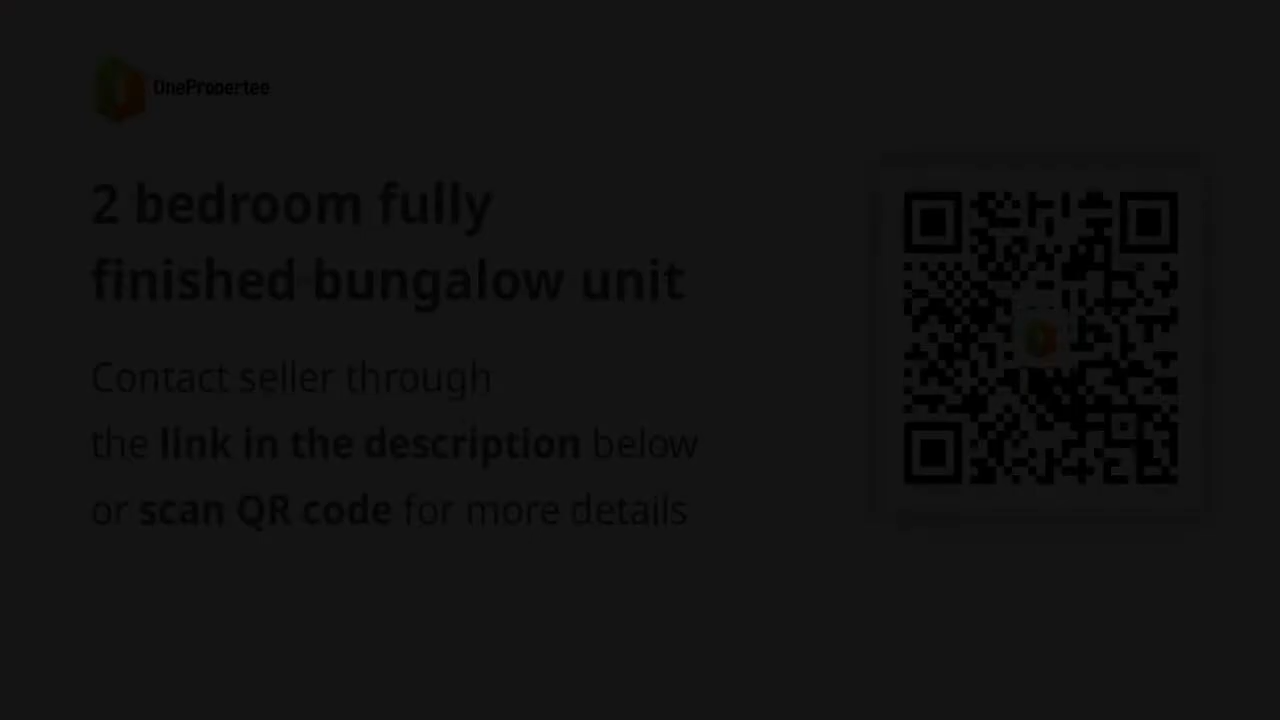 OnePropertee
2 bedroom fully
finished bungalow unit
Contact seller through
the link in the description below
or scan QR code for more details